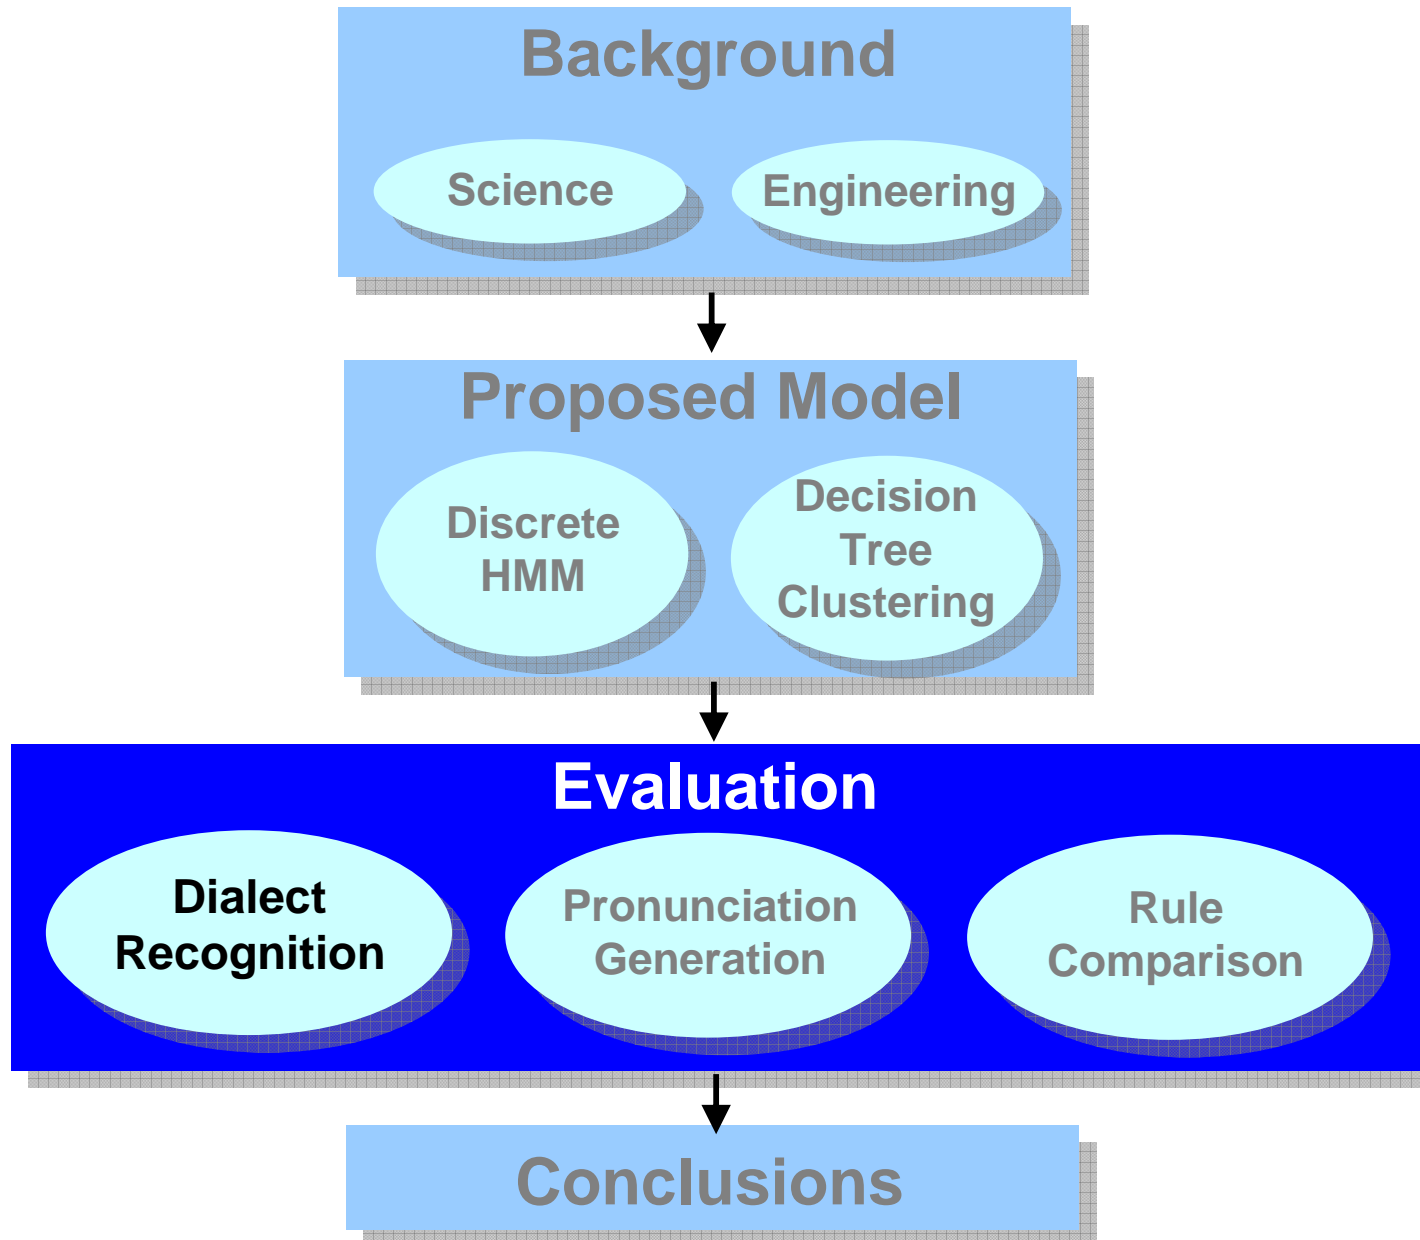 Background
Science
Engineering
Proposed Model
Discrete
HMM
Decision
Tree
Clustering
Evaluation
Dialect
Recognition
Pronunciation
Generation
Rule
Comparison
Conclusions